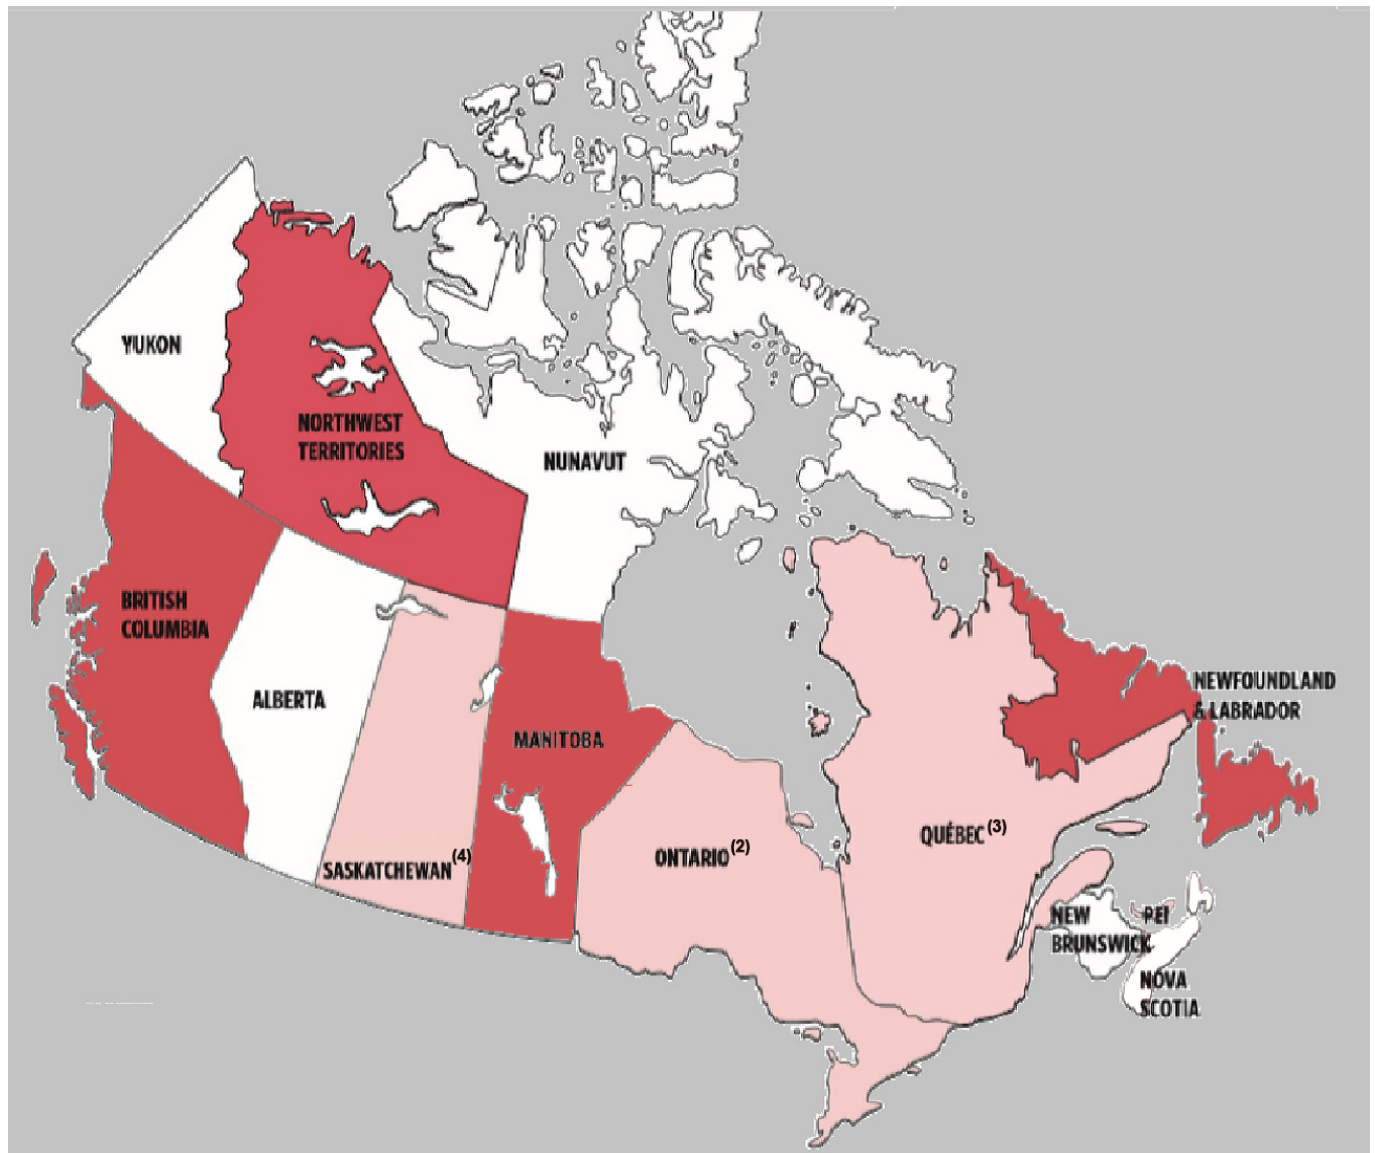 YUKON
NORTHWEST
TERRITORIES
NUNAVUT
BRITISH
COLUMBIA
ALBERTA
SASKATCHEWAN(4)
MANITOBA
ONTARIO(2)
QUÉBEC(3)
NEWFOUNDLAND
& LABRADOR
NEW
BRUNSWICK
PEI
NOVA
SCOTIA